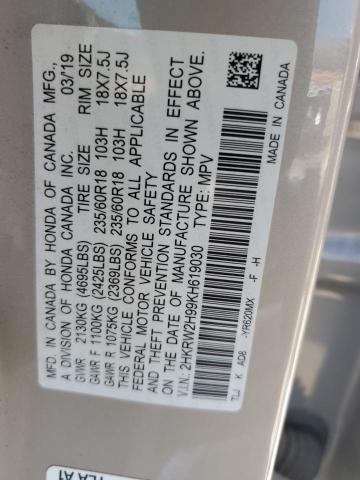 MFD. IN CANADA BY HONDA OF CANADA MFG.,
A DIVISION OF HONDA CANADA INC. 03/19
TIRE SIZE RIM SIZE
GVWR 2130KG (4695LBS)
GAWR F 1100KG (2425LBS) 235/60R18 103H 18X7.5J
GAWR R 1075KG (2369LBS) 235/60R18 103H 18X7.5J
THIS VEHICLE CONFORMS TO ALL APPLICABLE
FEDERAL MOTOR VEHICLE SAFETY
AND THEFT PREVENTION STANDARDS IN EFFECT
ON THE DATE OF MANUFACTURE SHOWN ABOVE.
V.I.N.: 2HKRW2H99KH619030 TYPE: MPV
TLJ K AD8 -YR620MX -F -H
MADE IN CANADA